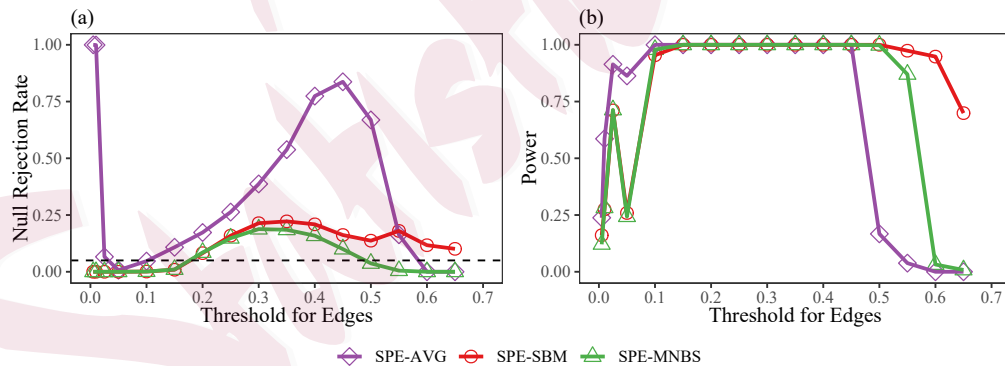 (a) (b)
1.00 1.00
0.75 0.75
0.50 0.50
0.25 0.25
0.00 0.00
Null Rejection Rate
Power
0.0 0.1 0.2 0.3 0.4 0.5 0.6 0.7 0.0 0.1 0.2 0.3 0.4 0.5 0.6 0.7
Threshold for Edges Threshold for Edges
SPE-AVG SPE-SBM SPE-MNBS